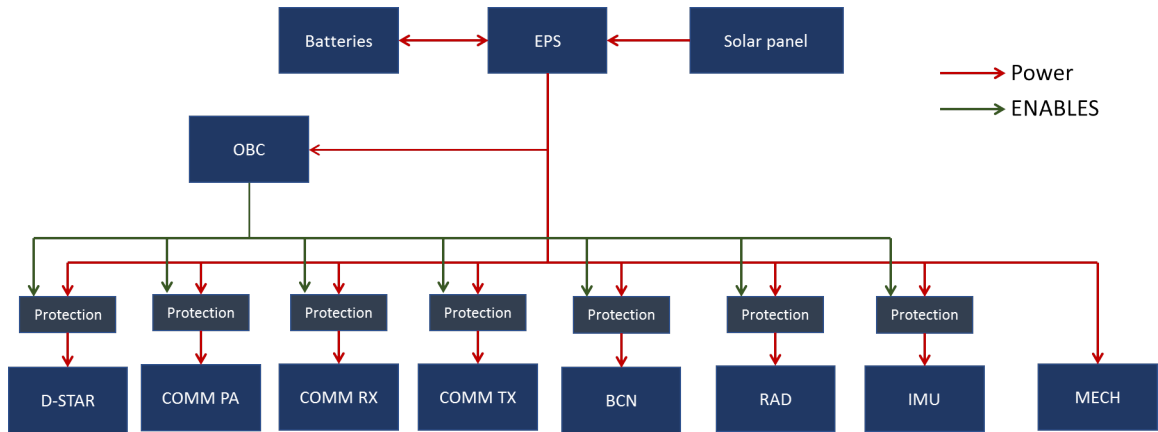 Batteries
EPS
Solar panel
Power
ENABLES
OBC
Protection
Protection
Protection
Protection
Protection
Protection
Protection
D-STAR
COMM PA
COMM RX
COMM TX
BCN
RAD
IMU
MECH